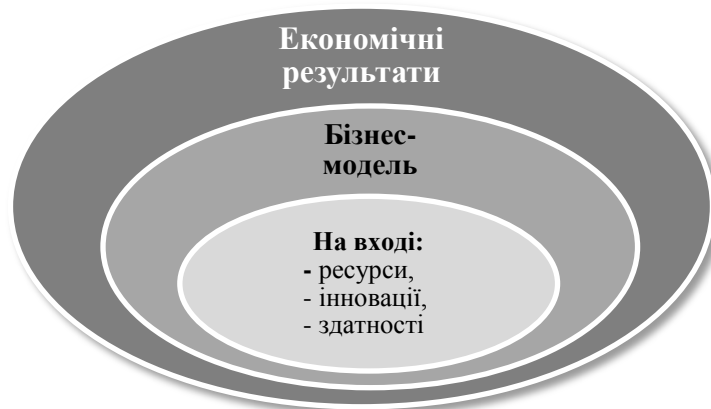 Економічні
результати
Бізнес-
модель
На вході:
- ресурси,
- інновації,
- здатності